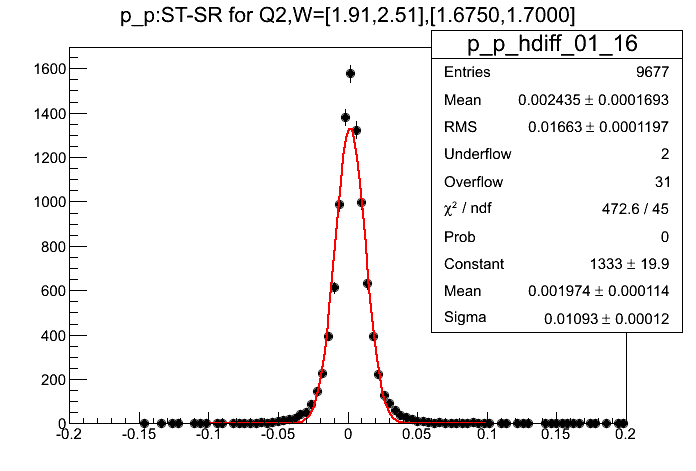 p_p:ST-SR for Q2,W=[1.91,2.51],[1.6750,1.7000]
p_p_hdiff_01_16
Entries 9677
Mean 0.002435 ± 0.0001693
RMS 0.01663 ± 0.0001197
Underflow 2
Overflow 31
χ² / ndf 472.6 / 45
Prob 0
Constant 1333 ± 19.9
Mean 0.001974 ± 0.000114
Sigma 0.01093 ± 0.00012
1600
1400
1200
1000
800
600
400
200
0
-0.2 -0.15 -0.1 -0.05 0 0.05 0.1 0.15 0.2